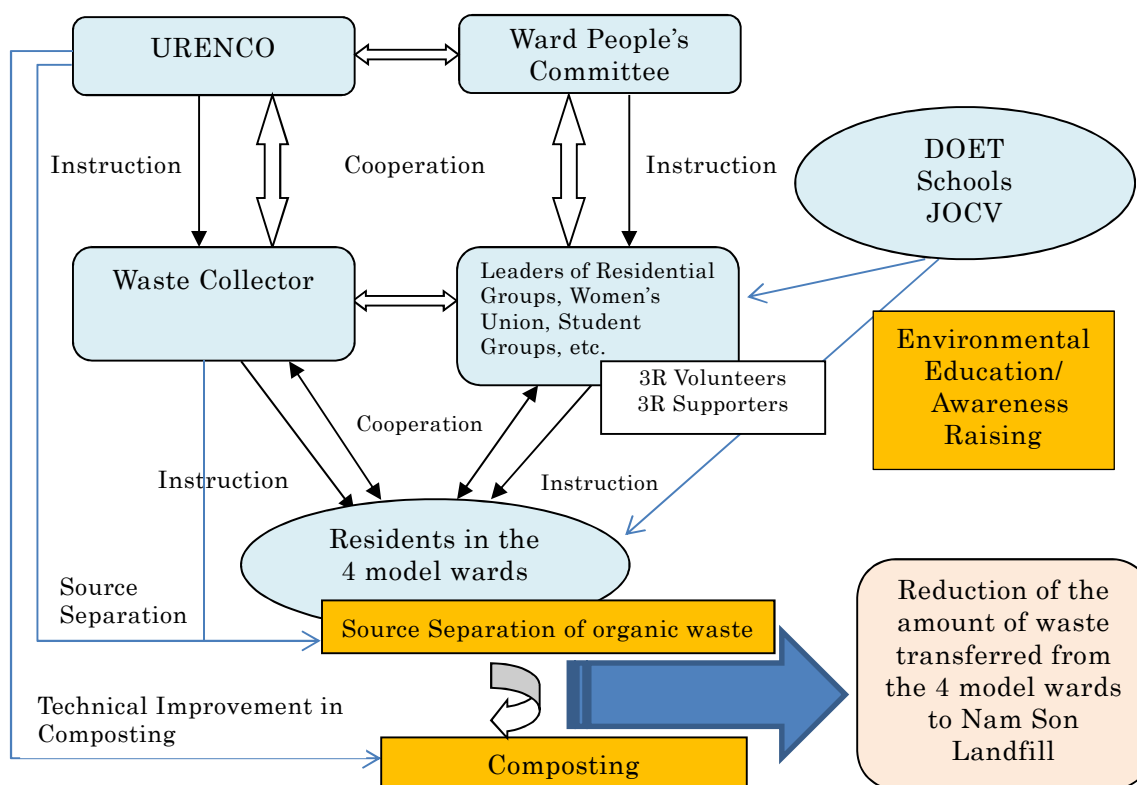 URENCO
Ward People's
Committee
Instruction
Cooperation
Instruction
DOET
Schools
JOCV
Waste Collector
Leaders of Residential
Groups, Women's
Union, Student
Groups, etc.
3R Volunteers
3R Supporters
Environmental
Education/
Awareness
Raising
Cooperation
Instruction
Instruction
Residents in the
4 model wards
Source
Separation
Source Separation of organic waste
Reduction of the
amount of waste
transferred from
the 4 model wards
to Nam Son
Landfill
Technical Improvement in
Composting
Composting